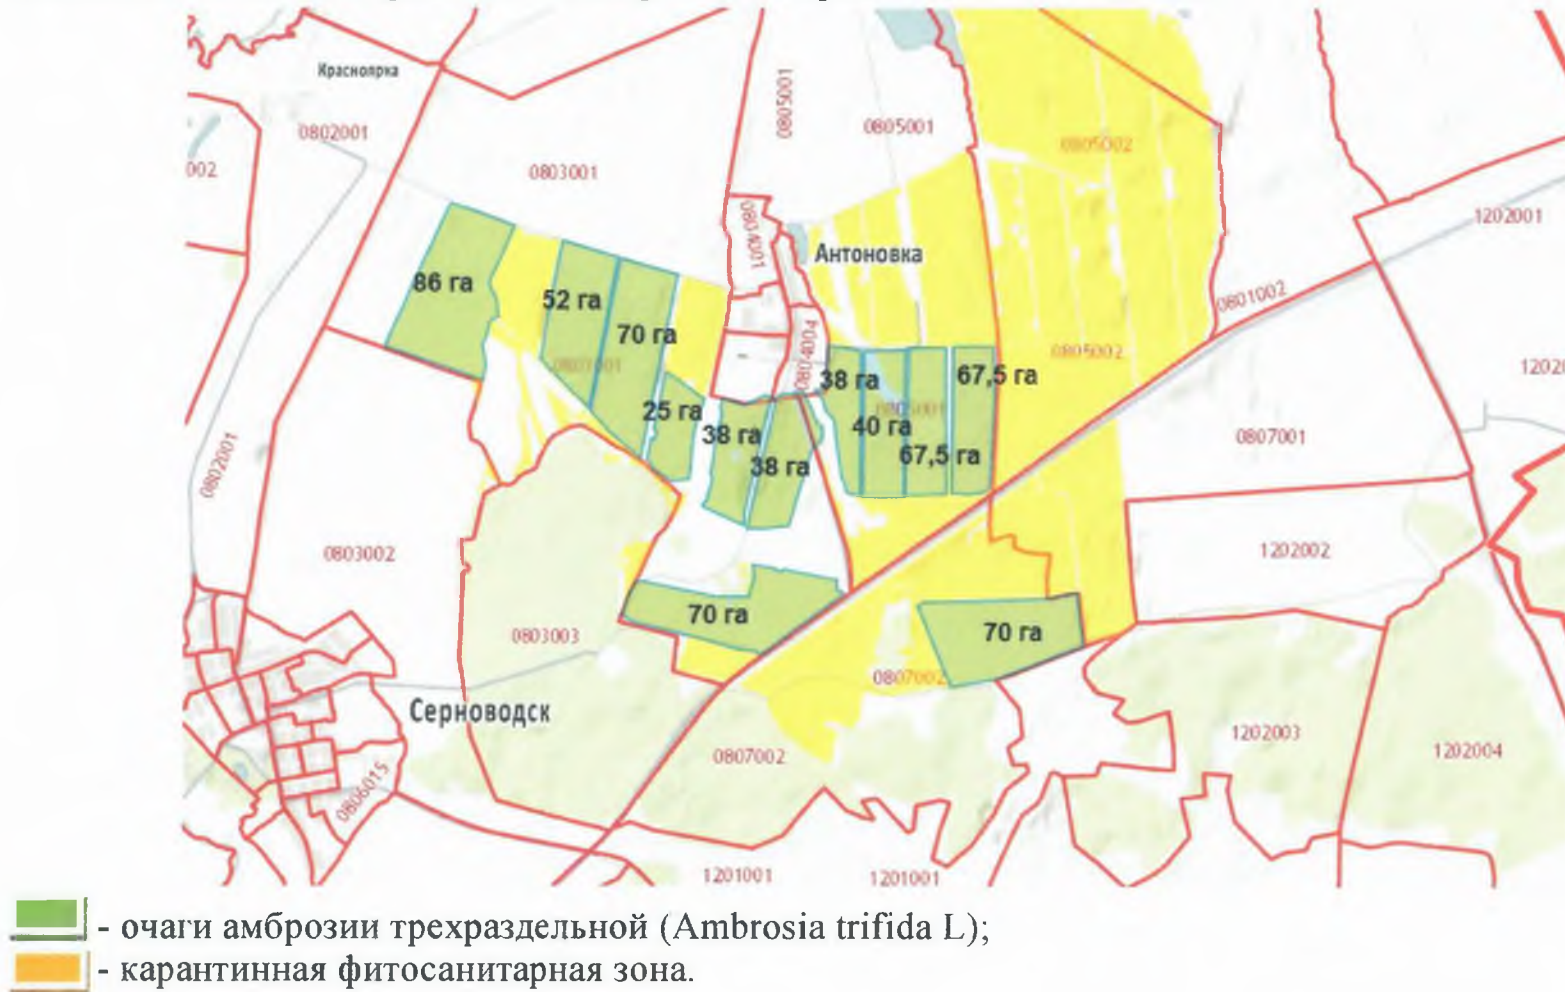 Красноярка
0802001
002
0803001
0805001
0805001
0805002
1202001
0804001
Антоновка
0801002
86 га
52 га
70 га
0804004
0805002
38 га
67,5 га
25 га
38 га
38 га
40 га
67,5 га
0807001
0802001
0803002
1202002
0803003
70 га
70 га
0807002
Серноводск
0807002
1202003
1202004
0806015
1201001
1201001
- очаги амброзии трехраздельной (Ambrosia trifida L);
- карантинная фитосанитарная зона.